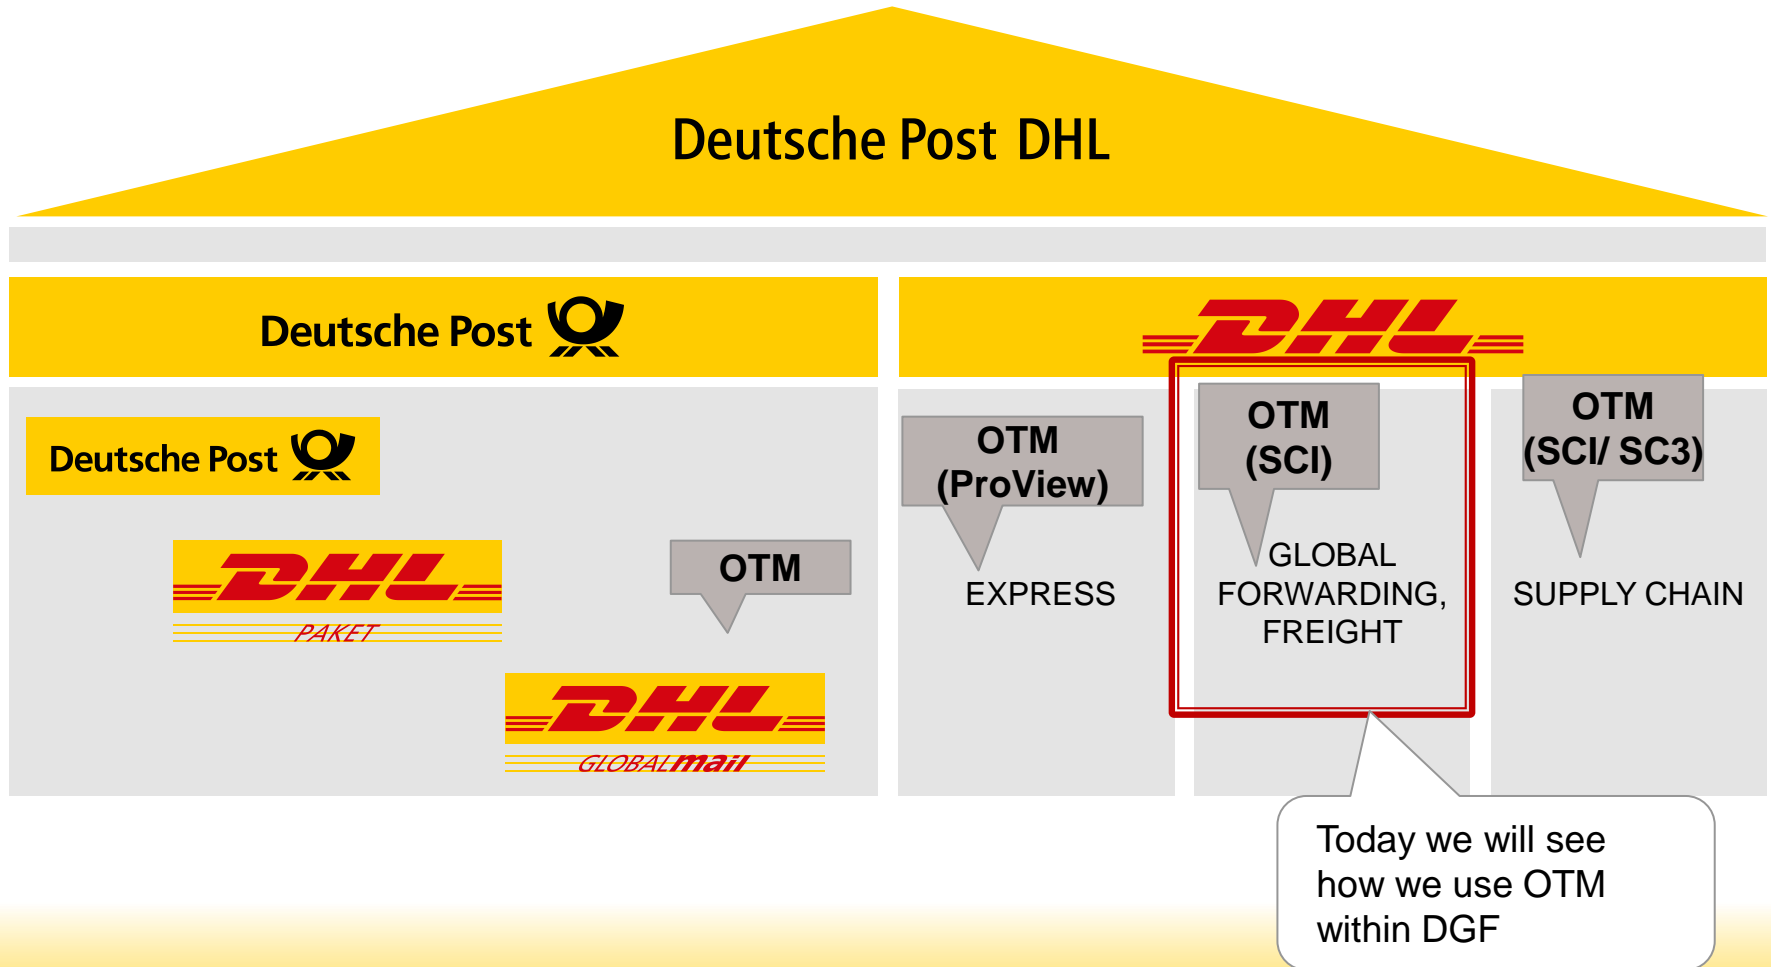 Deutsche Post DHL
Deutsche Post
DHL
Deutsche Post
DHL
PAKET
OTM
DHL
GLOBALmail
OTM
(ProView)
EXPRESS
OTM
(SCI)
GLOBAL
FORWARDING,
FREIGHT
OTM
(SCI/ SC3)
SUPPLY CHAIN
Today we will see
how we use OTM
within DGF